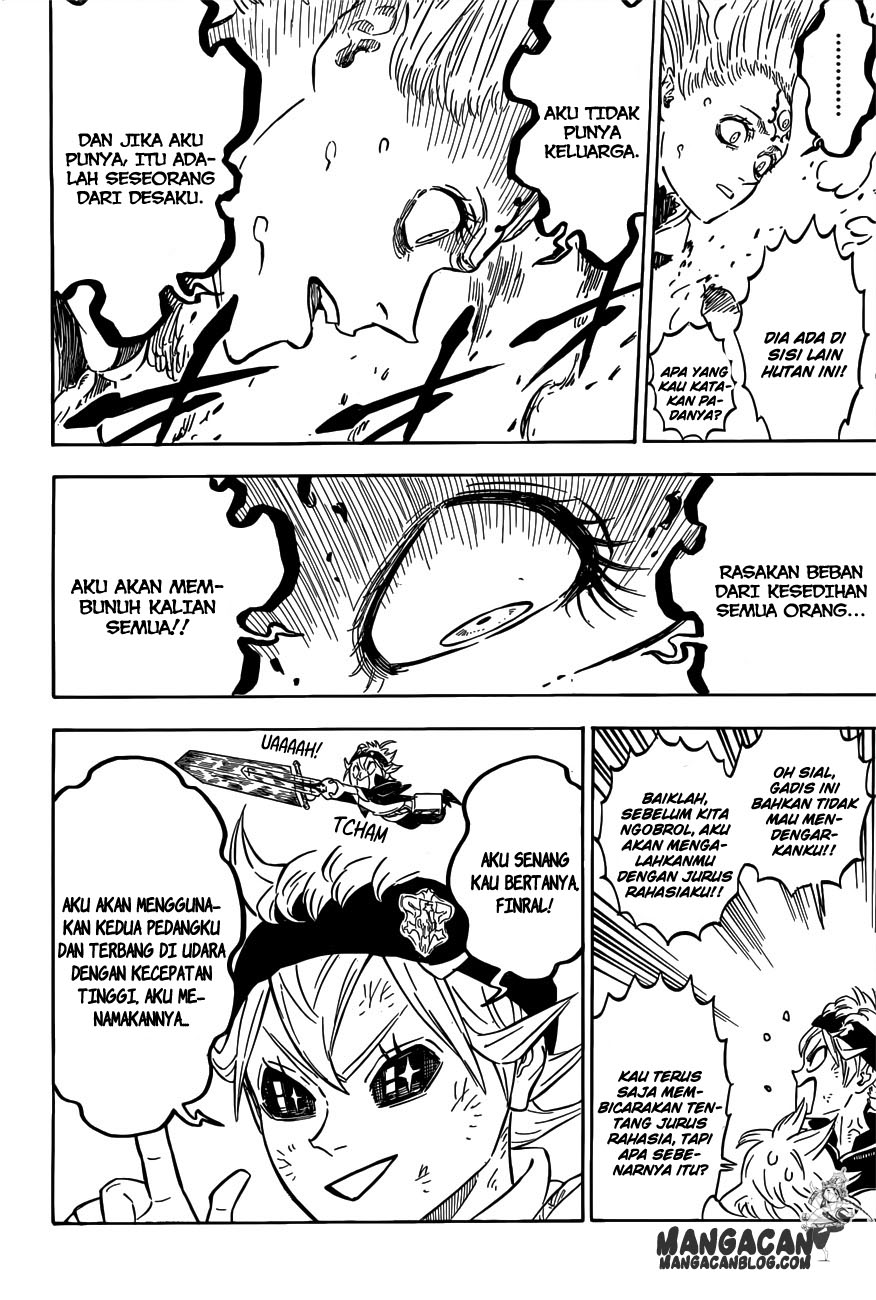 ..........
DIA ADA DI
SISI LAIN
HUTAN INI!
APA YANG
KAU KATA-
KAN PA-
DANYA?
AKU TIDAK
PUNYA
KELUARGA.
DAN JIKA AKU
PUNYA, ITU ADA-
LAH SESEORANG
DARI DESAKU.
RASAKAN BEBAN
DARI KESEDIHAN
SEMUA ORANG...
AKU AKAN MEM-
BUNUH KALIAN
SEMUA!!
OH SIAL,
GADIS INI
BAHKAN TIDAK
MAU MEN-
DENGAR-
KANKU!!
BAIKLAH,
SEBELUM KITA
NGOBROL, AKU
AKAN MENGA-
LAHKANMU
DENGAN JURUS
RAHASIAKU!!
KAU TERUS
SAJA MEM-
BICARAKAN TEN-
TANG JURUS
RAHASIA, TAPI
APA SEBE-
NARNYA ITU?
UAAAAH!
TCHAM
AKU SENANG
KAU BERTANYA,
FINRAL!
AKU AKAN MENGGUNA-
KAN KEDUA PEDANGKU
DAN TERBANG DI UDARA
DENGAN KECEPATAN
TINGGI. AKU ME-
NAMAKANNYA...
MANGACAN
MANGACANBLOG.COM